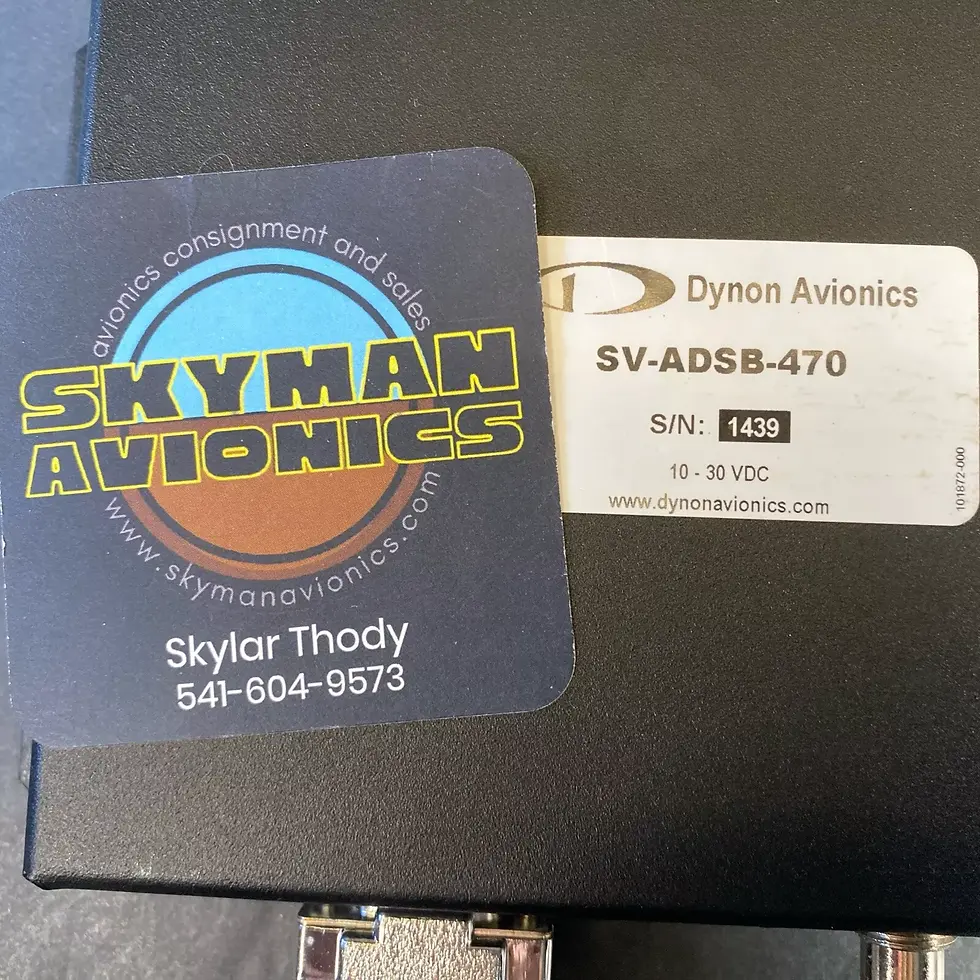 avionics consignment and sales
SKYMAN
AVIONICS
www.skymanavionics.com
Skylar Thody
541-604-9573
Dynon Avionics
SV-ADSB-470
S/N: 1439
10 - 30 VDC
www.dynonavionics.com
101872-000